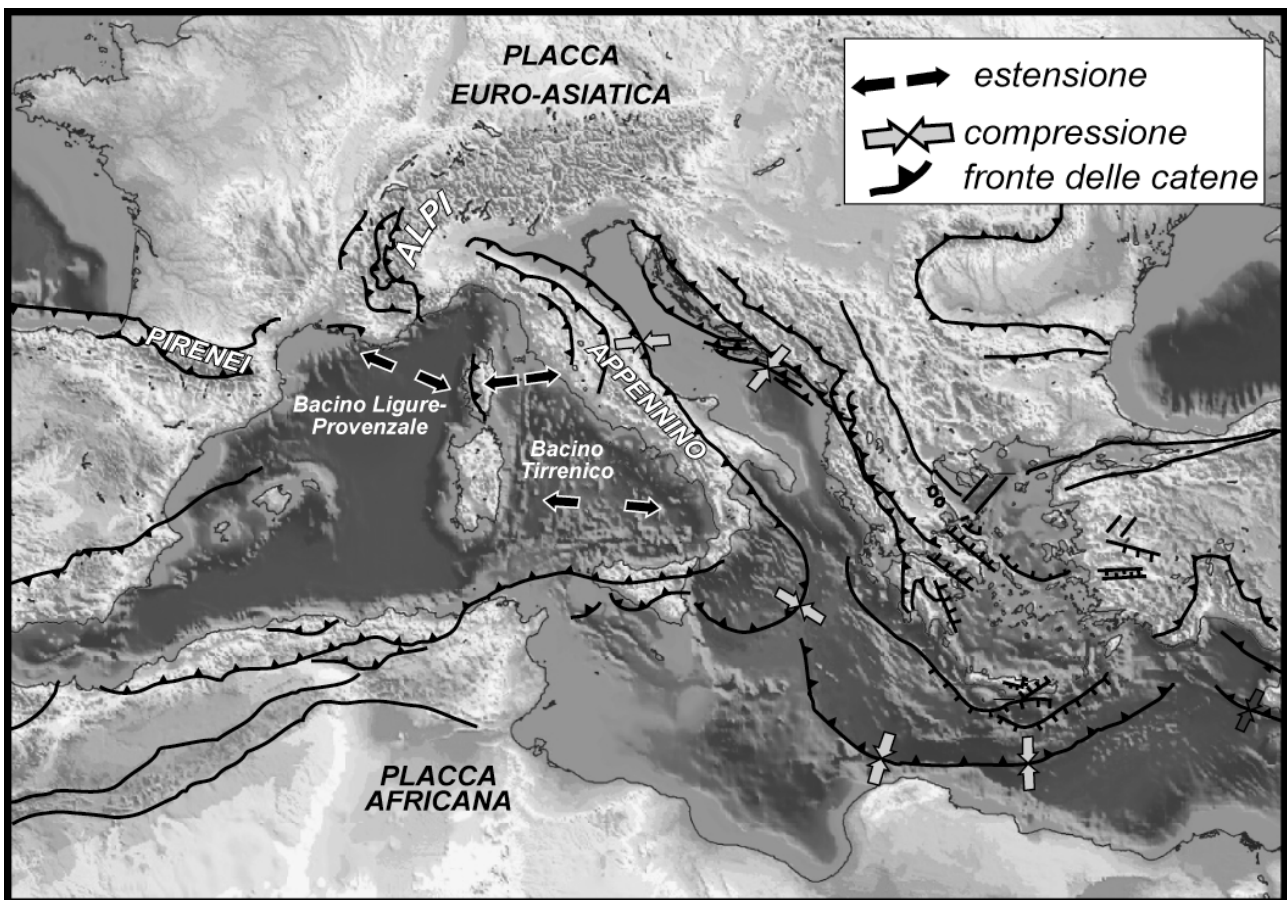 PLACCA
EURO-ASIATICA
estensione
compressione
fronte delle catene
ALPI
PIRENEI
APPENNINO
Bacino Ligure-
Provenzale
Bacino
Tirrenico
PLACCA
AFRICANA